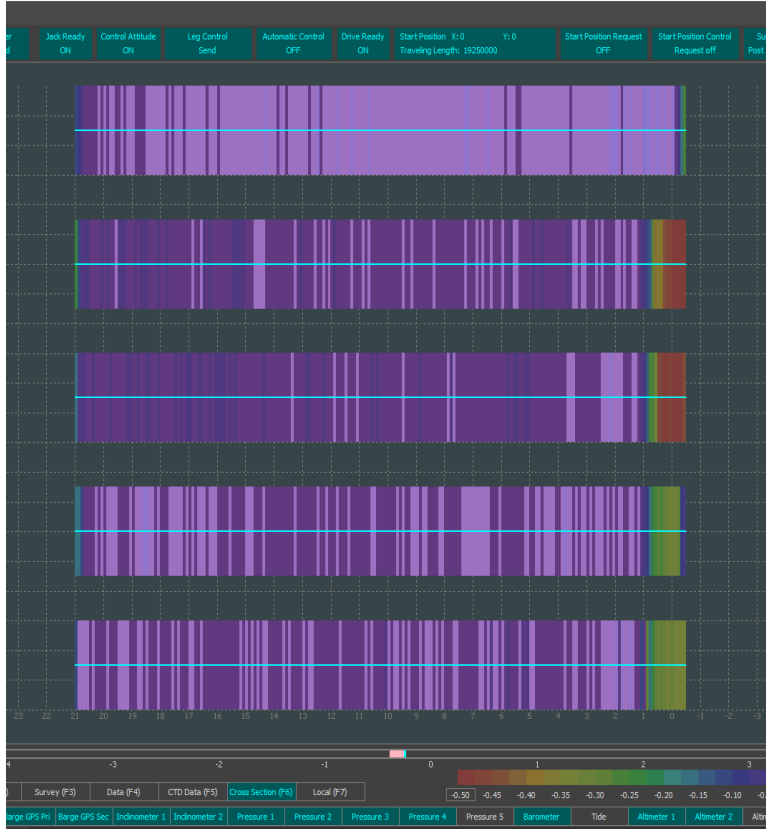 Jack Ready
ON
Control Attitude
ON
Leg Control
Send
Automatic Control
OFF
Drive Ready
ON
Start Position X: 0 Y: 0
Traveling Length: 19250000
Start Position Request
OFF
Start Position Control
Request off
Su
Post
23 22 21 20 19 18 17 16 15 14 13 12 11 10 9 8 7 6 5 4 3 2 1 0 -1 -2 -3
-3 -2 -1 0 1 2 3
-0.50 -0.45 -0.40 -0.35 -0.30 -0.25 -0.20 -0.15 -0.10
Survey (F3) Data (F4) CTD Data (F5) Cross Section (F6) Local (F7)
Barge GPS Pri Barge GPS Sec Inclinometer 1 Inclinometer 2 Pressure 1 Pressure 2 Pressure 3 Pressure 4 Pressure 5 Barometer Tide Altimeter 1 Altimeter 2